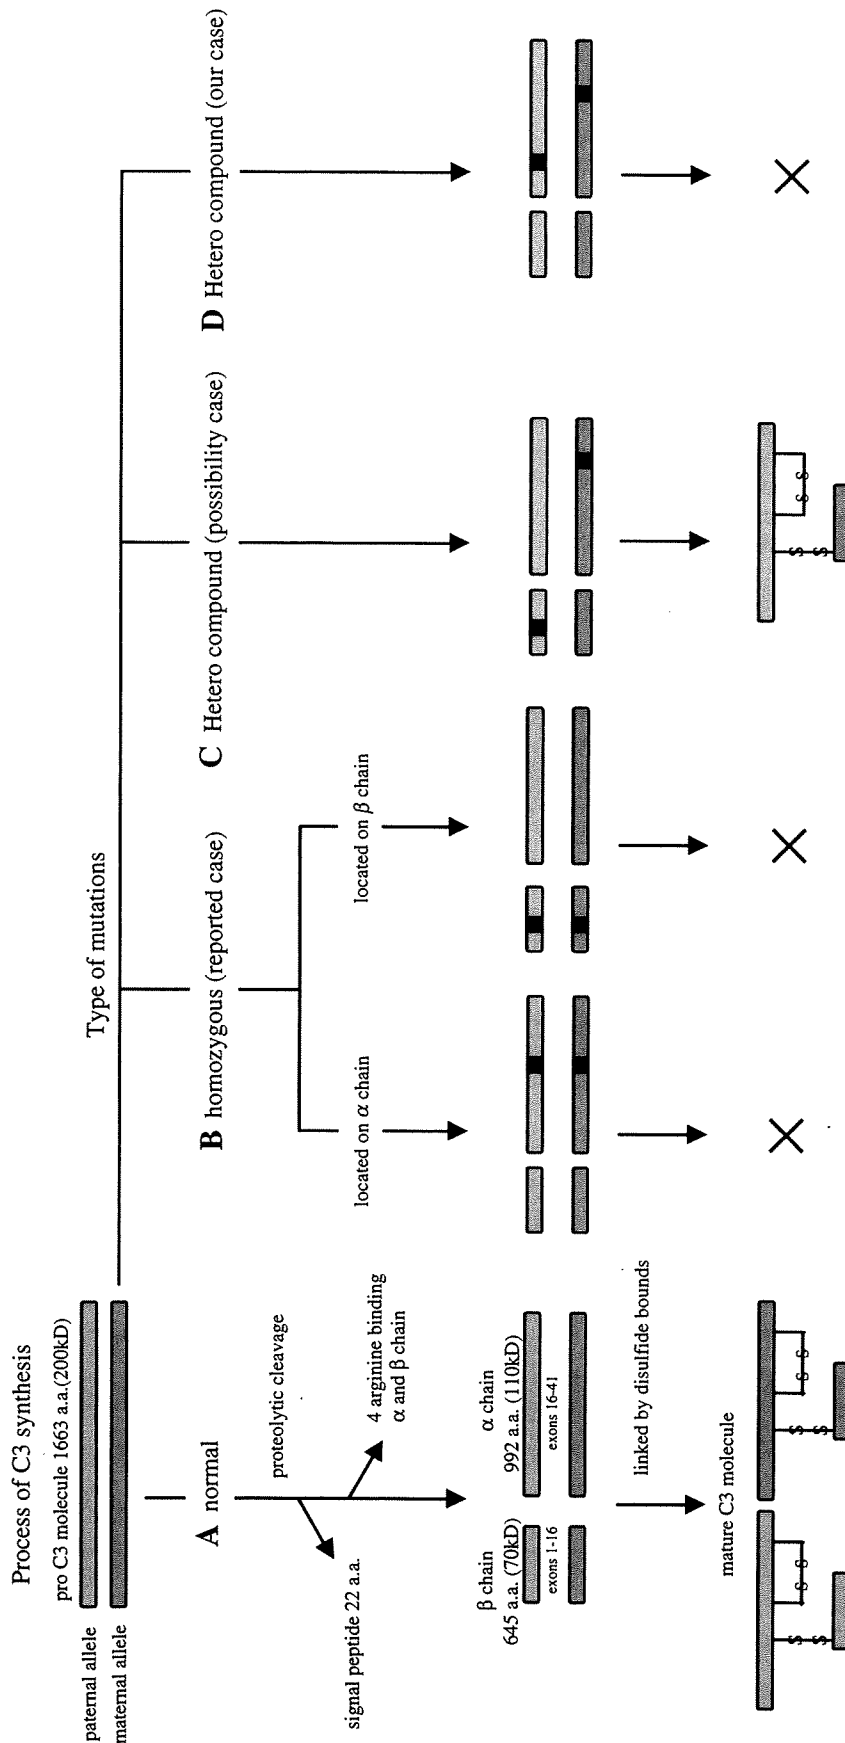 Process of C3 synthesis
pro C3 molecule 1663 a.a.(200kD)
paternal allele
maternal allele
Type of mutations
A normal
B homozygous (reported case)
C Hetero compound (possibility case)
D Hetero compound (our case)
proteolytic cleavage
signal peptide 22 a.a.
4 arginine binding
α and β chain
located on α chain
located on β chain
β chain
645 a.a. (70kD)
exons 1-16
α chain
992 a.a. (110kD)
exons 16-41
linked by disulfide bounds
mature C3 molecule
S
S
S S
S
S
S S
S
S
S S